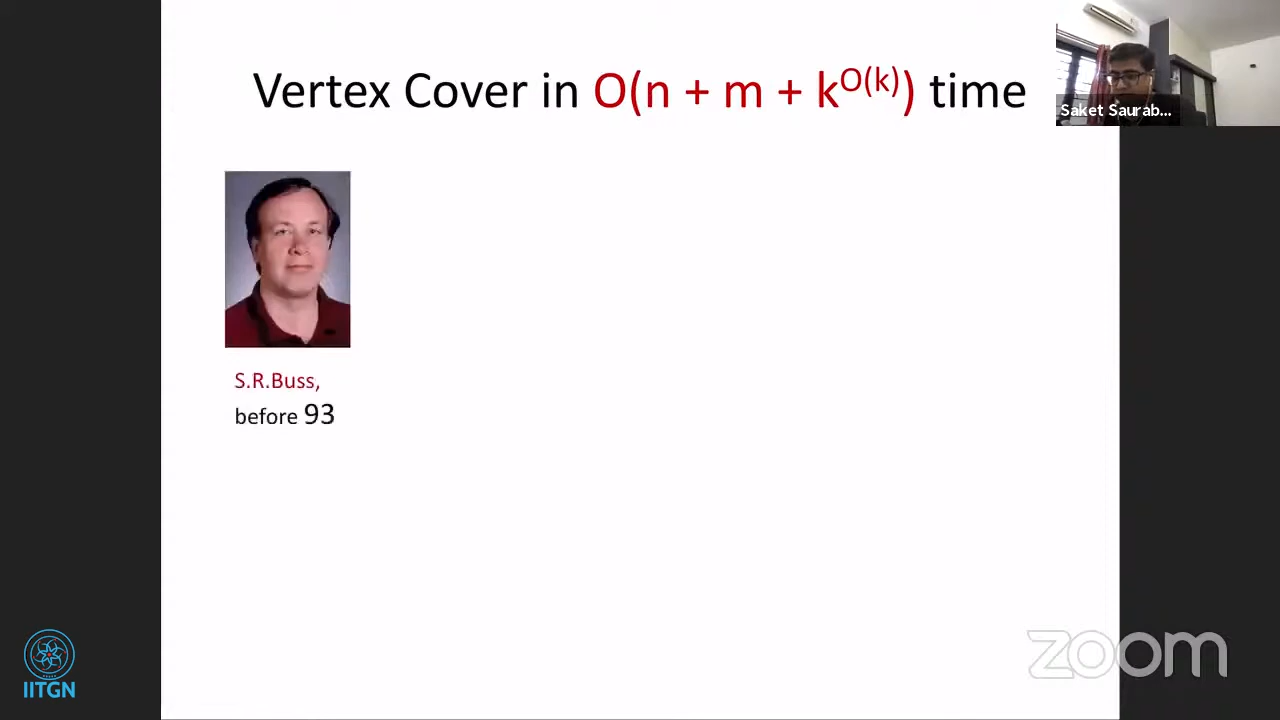 Vertex Cover in O(n + m + k^O(k)) time
Saket Saurab...
S.R.Buss,
before 93
IITGN
zoom